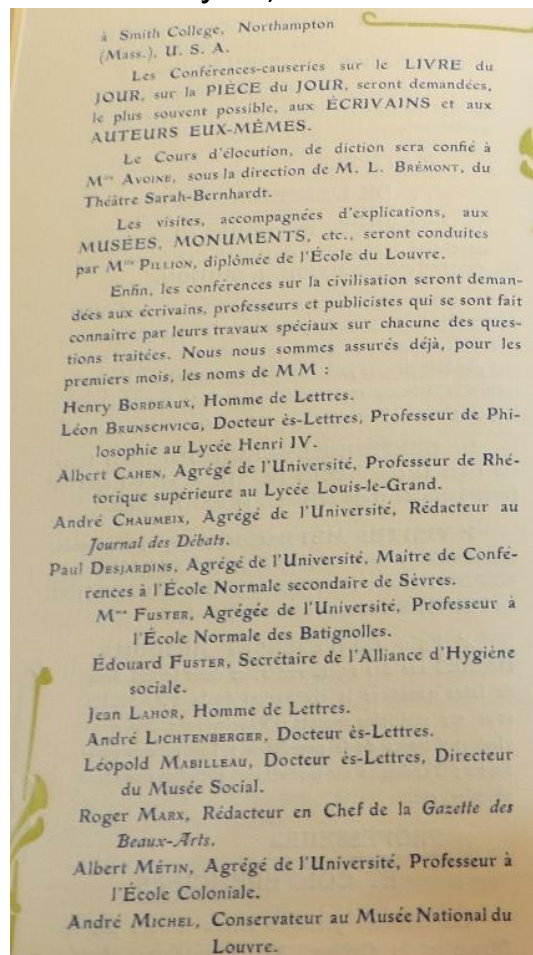 à Smith College, Northampton
(Mass.), U. S. A.
Les Conférences-causeries sur le LIVRE du
JOUR, sur la PIÈCE du JOUR, seront demandées,
le plus souvent possible, aux ÉCRIVAINS et aux
AUTEURS EUX-MÊMES.
Le Cours d'élocution, de diction sera confié à
Mme AVOINE, sous la direction de M. L. BRÉMONT, du
Théâtre Sarah-Bernhardt.
Les visites, accompagnées d'explications, aux
MUSÉES, MONUMENTS, etc., seront conduites
par Mlle PILLION, diplômée de l'École du Louvre.
Enfin, les conférences sur la civilisation seront deman-
dées aux écrivains, professeurs et publicistes qui se sont fait
connaître par leurs travaux spéciaux sur chacune des ques-
tions traitées. Nous nous sommes assurés déjà, pour les
premiers mois, les noms de MM :
Henry BORDEAUX, Homme de Lettres.
Léon BRUNSCHVICG, Docteur ès-Lettres, Professeur de Phi-
losophie au Lycée Henri IV.
Albert CAHEN, Agrégé de l'Université, Professeur de Rhé-
torique supérieure au Lycée Louis-le-Grand.
André CHAUMEIX, Agrégé de l'Université, Rédacteur au
Journal des Débats.
Paul DESJARDINS, Agrégé de l'Université, Maître de Confé-
rences à l'École Normale secondaire de Sèvres.
Mme FUSTER, Agrégée de l'Université, Professeur à
l'École Normale des Batignolles.
Édouard FUSTER, Secrétaire de l'Alliance d'Hygiène
sociale.
Jean LAHOR, Homme de Lettres.
André LICHTENBERGER, Docteur ès-Lettres.
Léopold MABILLEAU, Docteur ès-Lettres, Directeur
du Musée Social.
Roger MARX, Rédacteur en Chef de la Gazette des
Beaux-Arts.
Albert MÉTIN, Agrégé de l'Université, Professeur à
l'École Coloniale.
André MICHEL, Conservateur au Musée National du
Louvre.